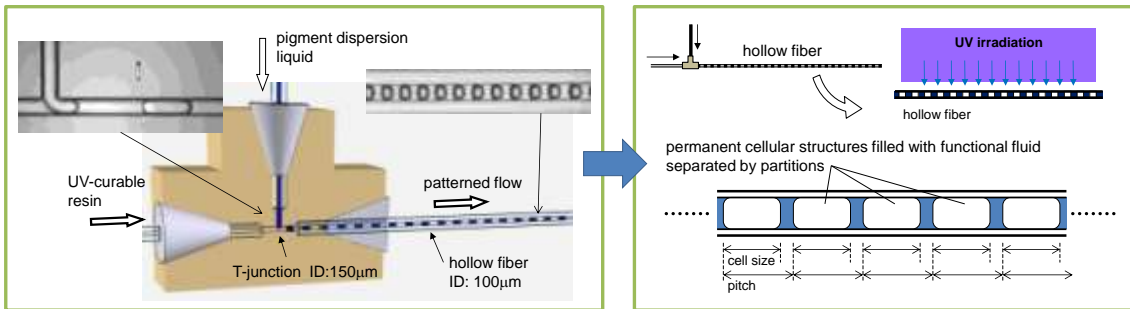 pigment dispersion
liquid
UV-curable
resin
patterned flow
T-junction  ID:150μm
hollow fiber
ID: 100μm
hollow fiber
UV irradiation
hollow fiber
permanent cellular structures filled with functional fluid
separated by partitions
cell size
pitch